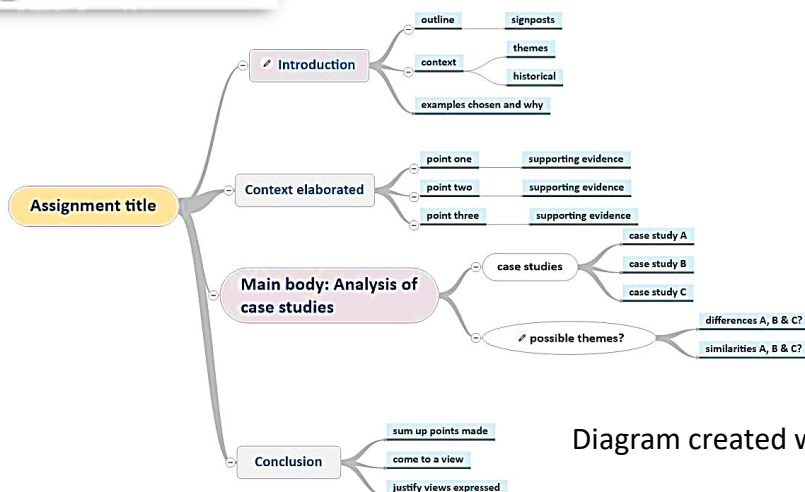 outline
signposts
Introduction
context
themes
historical
examples chosen and why
Assignment title
Context elaborated
point one
supporting evidence
point two
supporting evidence
point three
supporting evidence
Main body: Analysis of
case studies
case studies
case study A
case study B
case study C
possible themes?
differences A, B & C?
similarities A, B & C?
Conclusion
sum up points made
come to a view
justify views expressed
Diagram created